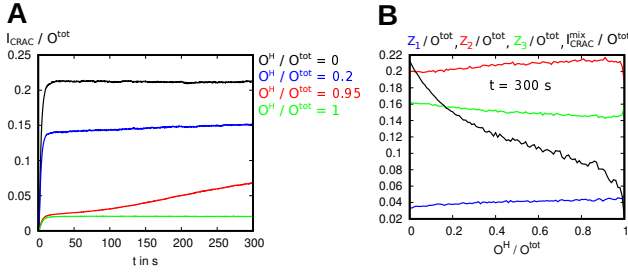 A
I_CRAC / O^tot
0.25
0.2
0.15
0.1
0.05
0
0 50 100 150 200 250 300
t in s
O^H / O^tot = 0
O^H / O^tot = 0.2
O^H / O^tot = 0.95
O^H / O^tot = 1
B
Z_1 / O^tot , Z_2 / O^tot , Z_3 / O^tot , I_CRAC^mix / O^tot
0.22
0.2
0.18
0.16
0.14
0.12
0.1
0.08
0.06
0.04
0.02
t = 300 s
0 0.2 0.4 0.6 0.8 1
O^H / O^tot